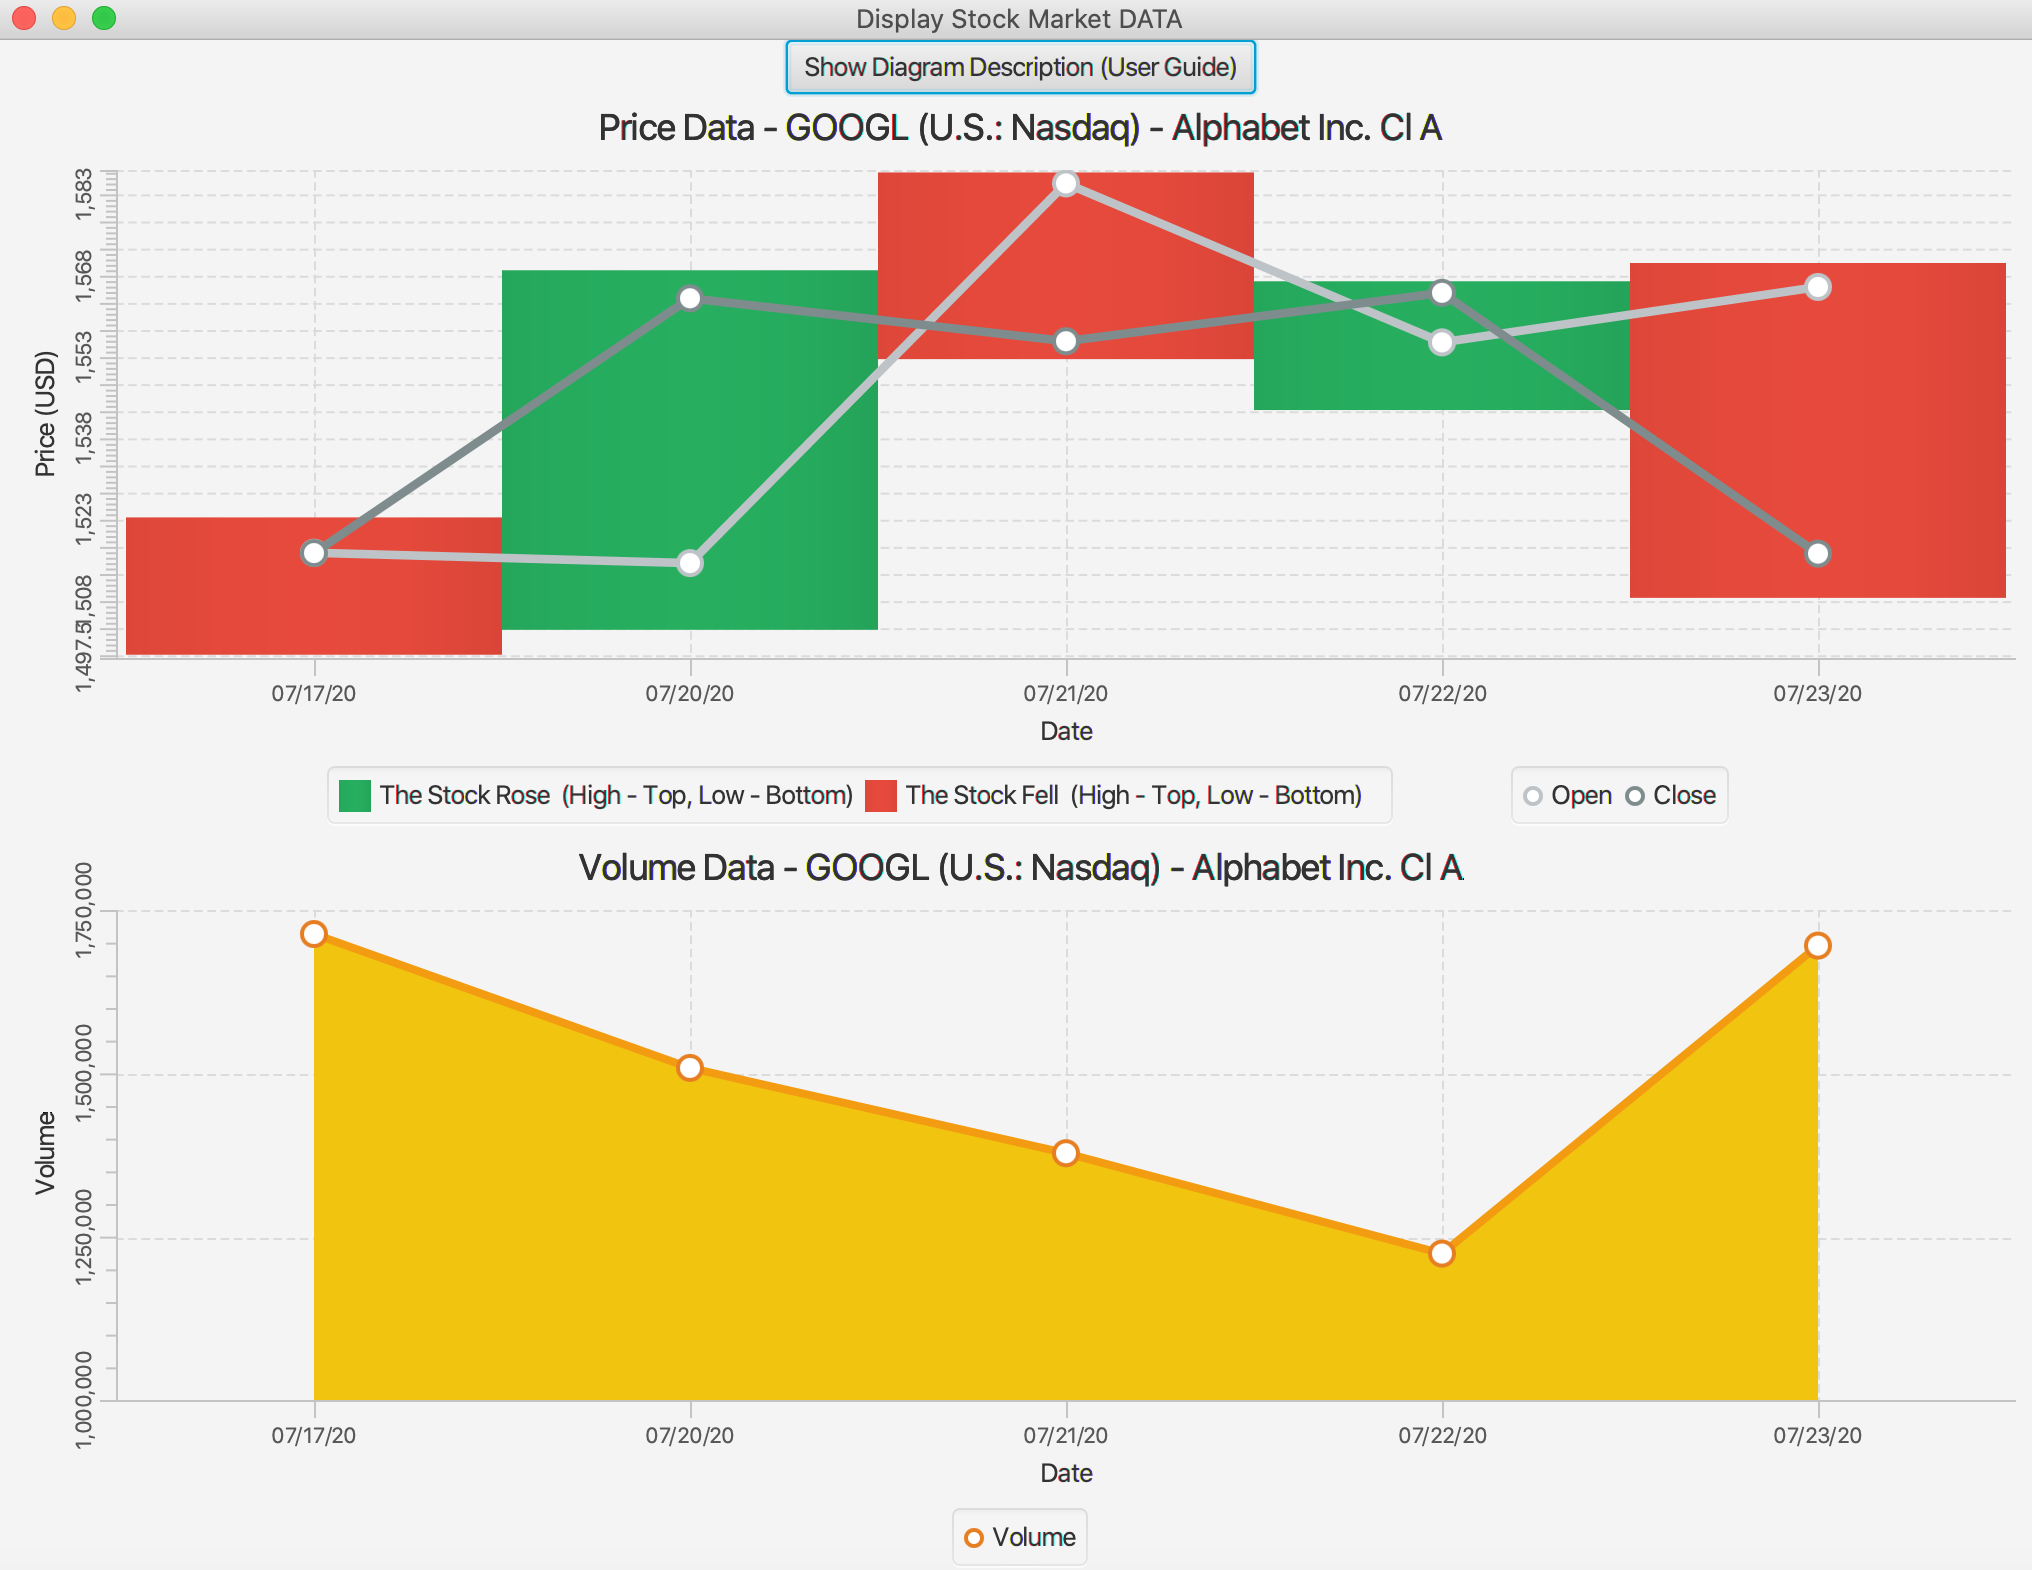 Display Stock Market DATA
Show Diagram Description (User Guide)
Price Data - GOOGL (U.S.: Nasdaq) - Alphabet Inc. Cl A
Price (USD)
1,583
1,568
1,553
1,538
1,523
1,508
1,497.5
07/17/20 07/20/20 07/21/20 07/22/20 07/23/20
Date
The Stock Rose (High - Top, Low - Bottom) The Stock Fell (High - Top, Low - Bottom) Open Close
Volume Data - GOOGL (U.S.: Nasdaq) - Alphabet Inc. Cl A
Volume
1,750,000
1,500,000
1,250,000
1,000,000
07/17/20 07/20/20 07/21/20 07/22/20 07/23/20
Date
Volume